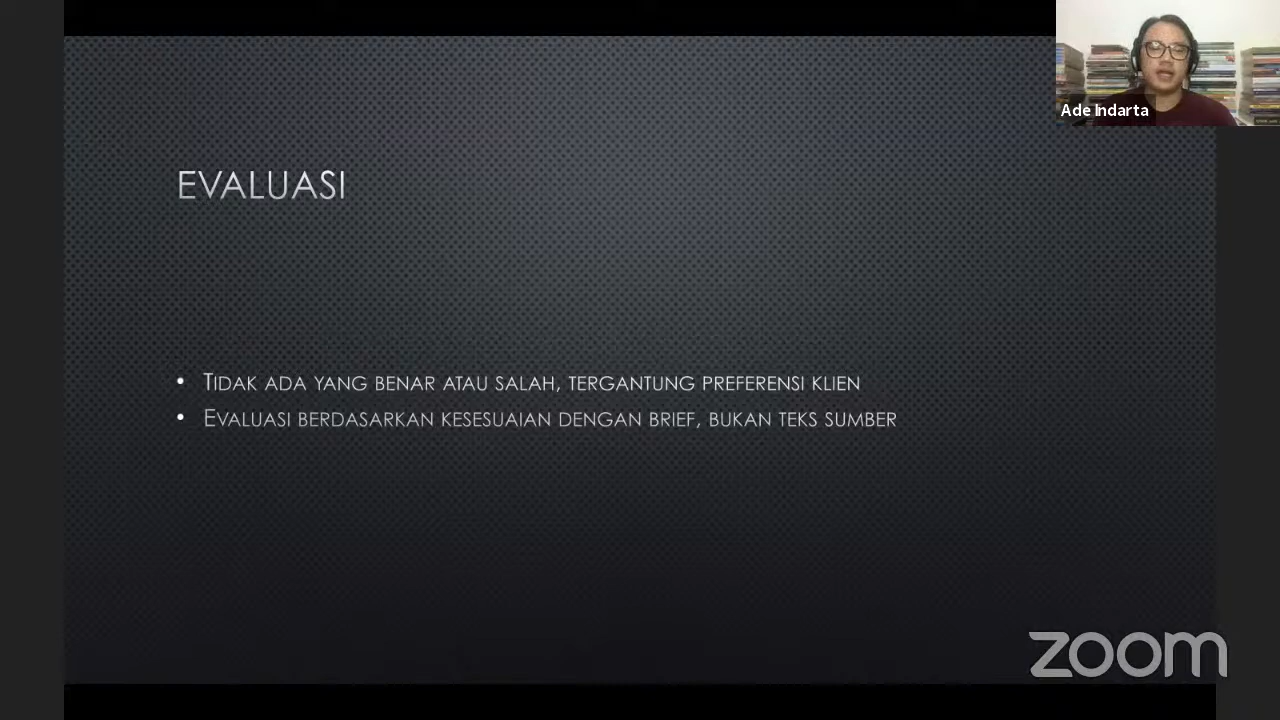 Ade Indarta
EVALUASI
• TIDAK ADA YANG BENAR ATAU SALAH, TERGANTUNG PREFERENSI KLIEN
• EVALUASI BERDASARKAN KESESUAIAN DENGAN BRIEF, BUKAN TEKS SUMBER
zoom